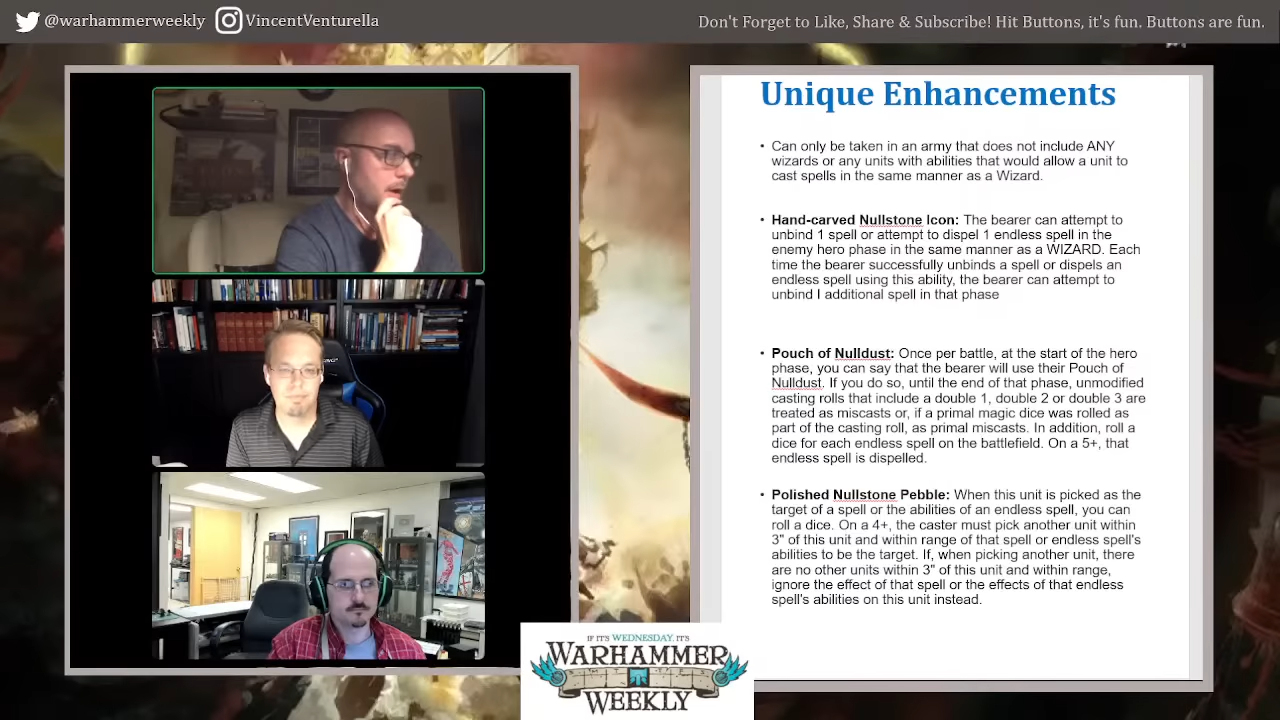 @warhammerweekly VincentVenturella
Don't Forget to Like, Share & Subscribe! Hit Buttons, it's fun. Buttons are fun.
Unique Enhancements
• Can only be taken in an army that does not include ANY
wizards or any units with abilities that would allow a unit to
cast spells in the same manner as a Wizard.
• Hand-carved Nullstone Icon: The bearer can attempt to
unbind 1 spell or attempt to dispel 1 endless spell in the
enemy hero phase in the same manner as a WIZARD. Each
time the bearer successfully unbinds a spell or dispels an
endless spell using this ability, the bearer can attempt to
unbind I additional spell in that phase
• Pouch of Nulldust: Once per battle, at the start of the hero
phase, you can say that the bearer will use their Pouch of
Nulldust. If you do so, until the end of that phase, unmodified
casting rolls that include a double 1, double 2 or double 3 are
treated as miscasts or, if a primal magic dice was rolled as
part of the casting roll, as primal miscasts. In addition, roll a
dice for each endless spell on the battlefield. On a 5+, that
endless spell is dispelled.
• Polished Nullstone Pebble: When this unit is picked as the
target of a spell or the abilities of an endless spell, you can
roll a dice. On a 4+, the caster must pick another unit within
3" of this unit and within range of that spell or endless spell's
abilities to be the target. If, when picking another unit, there
are no other units within 3" of this unit and within range,
ignore the effect of that spell or the effects of that endless
spell's abilities on this unit instead.
IF IT'S WEDNESDAY, IT'S
WARHAMMER
WEEKLY